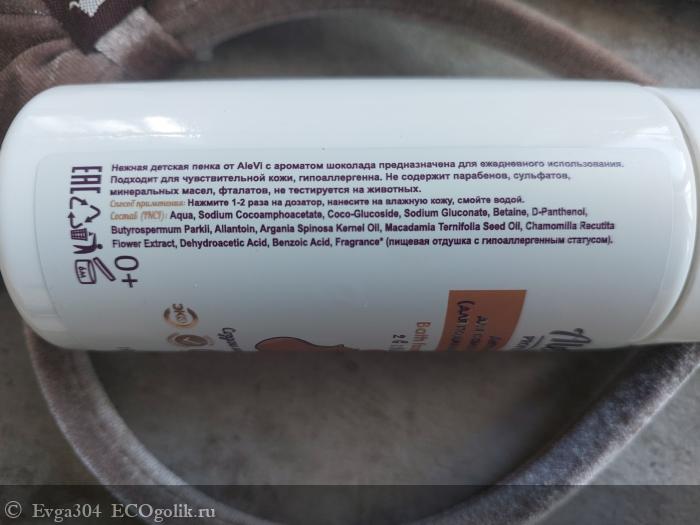 Нежная детская пенка от AleVi с ароматом шоколада предназначена для ежедневного использования.
Подходит для чувствительной кожи, гипоаллергенна. Не содержит парабенов, сульфатов,
минеральных масел, фталатов, не тестируется на животных.
Способ применения: Нажмите 1-2 раза на дозатор, нанесите на влажную кожу, смойте водой.
Состав (INCI): Aqua, Sodium Cocoamphoacetate, Coco-Glucoside, Sodium Gluconate, Betaine, D-Panthenol,
Butyrospermum Parkii, Allantoin, Argania Spinosa Kernel Oil, Macadamia Ternifolia Seed Oil, Chamomilla Recutita
Flower Extract, Dehydroacetic Acid, Benzoic Acid, Fragrance* (пищевая отдушка с гипоаллергенным статусом).
EAC
6M
0+
Bath
2 в
Evga304 ECOgolik.ru